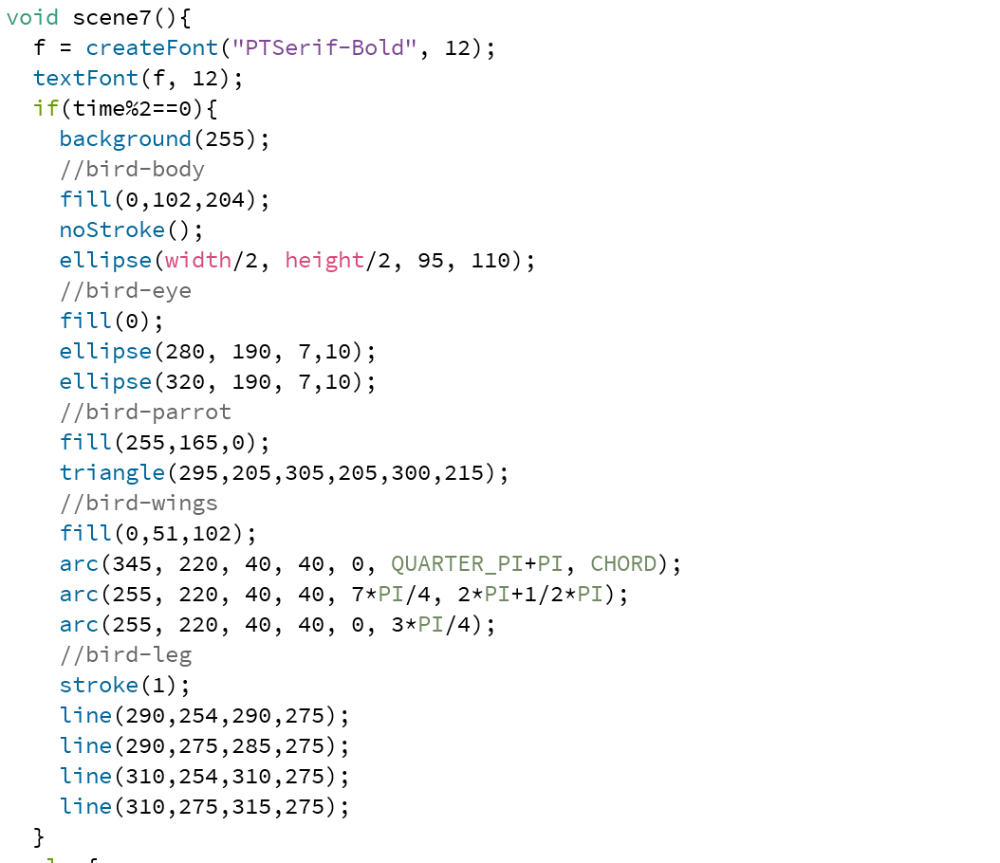 void scene7(){
  f = createFont("PTSerif-Bold", 12);
  textFont(f, 12);
  if(time%2==0){
    background(255);
    //bird-body
    fill(0,102,204);
    noStroke();
    ellipse(width/2, height/2, 95, 110);
    //bird-eye
    fill(0);
    ellipse(280, 190, 7,10);
    ellipse(320, 190, 7,10);
    //bird-parrot
    fill(255,165,0);
    triangle(295,205,305,205,300,215);
    //bird-wings
    fill(0,51,102);
    arc(345, 220, 40, 40, 0, QUARTER_PI+PI, CHORD);
    arc(255, 220, 40, 40, 7*PI/4, 2*PI+1/2*PI);
    arc(255, 220, 40, 40, 0, 3*PI/4);
    //bird-leg
    stroke(1);
    line(290,254,290,275);
    line(290,275,285,275);
    line(310,254,310,275);
    line(310,275,315,275);
  }